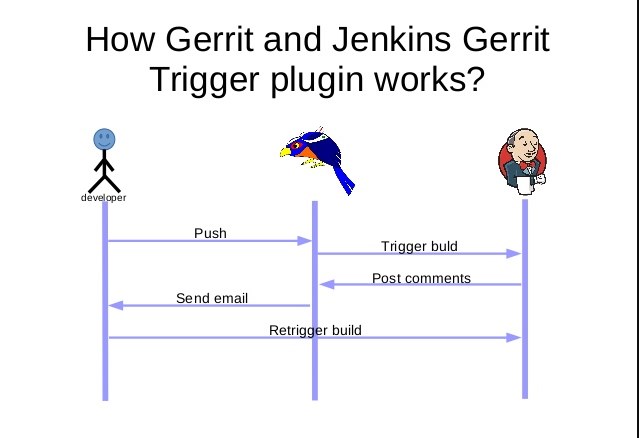 How Gerrit and Jenkins Gerrit
Trigger plugin works?
developer
Push
Trigger buld
Post comments
Send email
Retrigger build